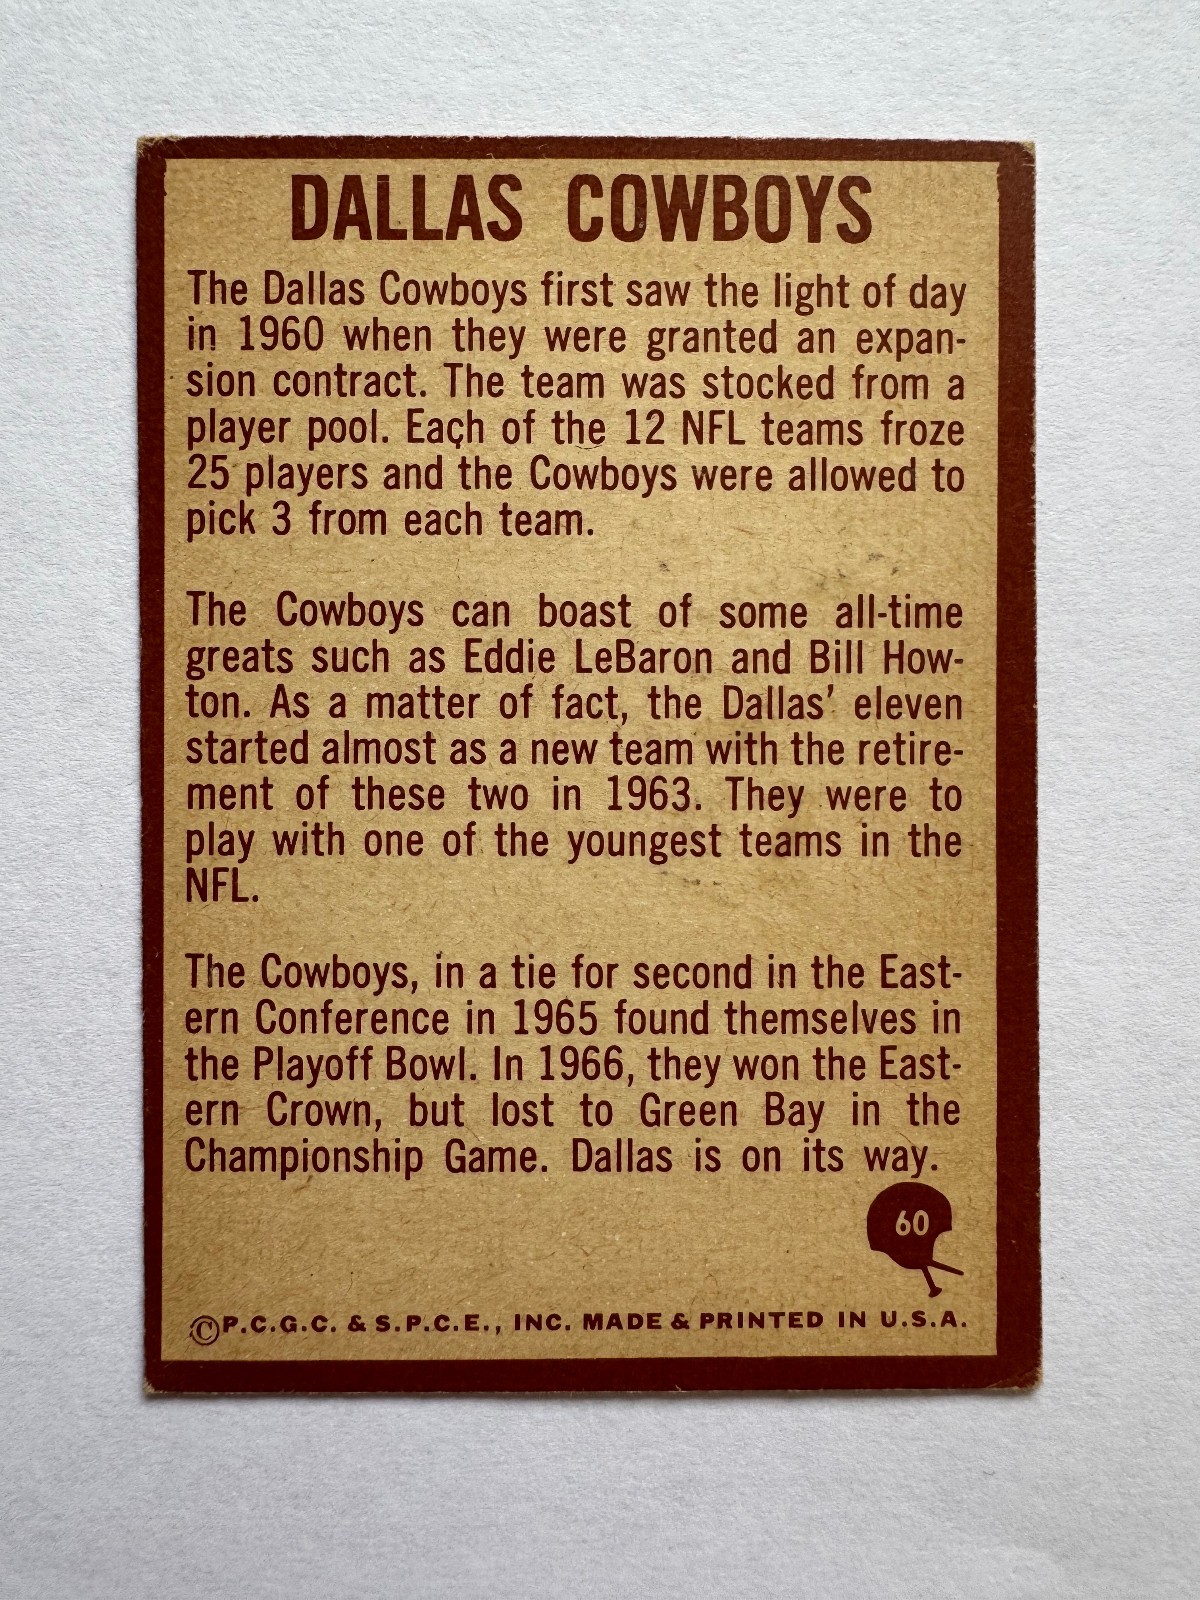 DALLAS COWBOYS
The Dallas Cowboys first saw the light of day
in 1960 when they were granted an expan-
sion contract. The team was stocked from a
player pool. Each of the 12 NFL teams froze
25 players and the Cowboys were allowed to
pick 3 from each team.
The Cowboys can boast of some all-time
greats such as Eddie LeBaron and Bill How-
ton. As a matter of fact, the Dallas' eleven
started almost as a new team with the retire-
ment of these two in 1963. They were to
play with one of the youngest teams in the
NFL.
The Cowboys, in a tie for second in the East-
ern Conference in 1965 found themselves in
the Playoff Bowl. In 1966, they won the East-
ern Crown, but lost to Green Bay in the
Championship Game. Dallas is on its way.
60
©P.C.G.C. & S.P.C.E., INC. MADE & PRINTED IN U.S.A.